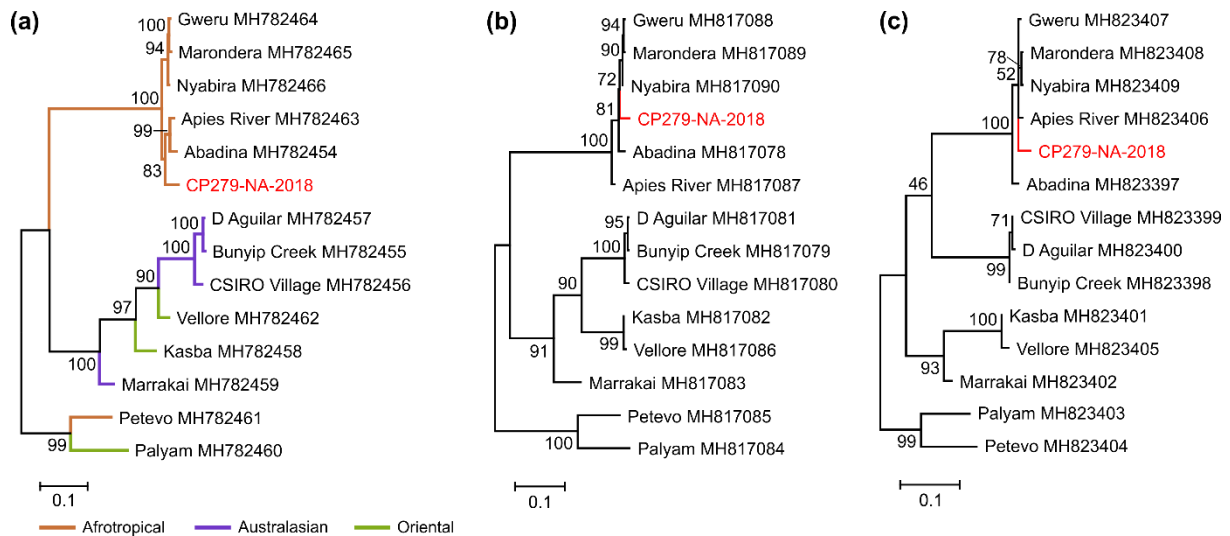 (a)
100
Gweru MH782464
94
Marondera MH782465
Nyabira MH782466
100
99
Apies River MH782463
Abadina MH782454
83
CP279-NA-2018
100
D Aguilar MH782457
100
Bunyip Creek MH782455
90
CSIRO Village MH782456
97
Vellore MH782462
Kasba MH782458
100
Marrakai MH782459
Petevo MH782461
99
Palyam MH782460
0.1
Afrotropical
Australasian
Oriental
(b)
94
Gweru MH817088
90
Marondera MH817089
72
Nyabira MH817090
81
CP279-NA-2018
100
Abadina MH817078
Apies River MH817087
95
D Aguilar MH817081
100
Bunyip Creek MH817079
90
CSIRO Village MH817080
Kasba MH817082
99
Vellore MH817086
91
Marrakai MH817083
Petevo MH817085
100
Palyam MH817084
0.1
(c)
Gweru MH823407
78
Marondera MH823408
52
Nyabira MH823409
Apies River MH823406
100
CP279-NA-2018
46
Abadina MH823397
71
CSIRO Village MH823399
D Aguilar MH823400
99
Bunyip Creek MH823398
Kasba MH823401
100
Vellore MH823405
93
Marrakai MH823402
Palyam MH823403
99
Petevo MH823404
0.1